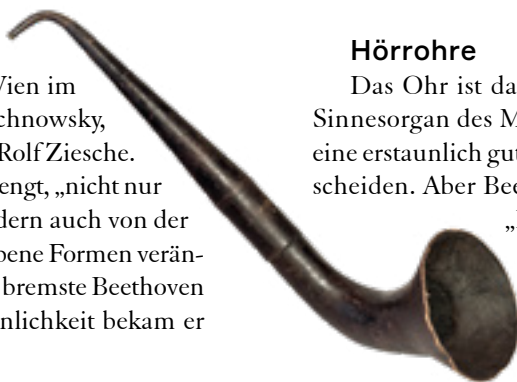 Wien im
chnowsky,
Rolf Ziesche.
engt, „nicht nur
dern auch von der
bene Formen verän-
bremste Beethoven
nlichkeit bekam er
Hörrohre
Das Ohr ist da
Sinnesorgan des M
eine erstaunlich gut
scheiden. Aber Bee